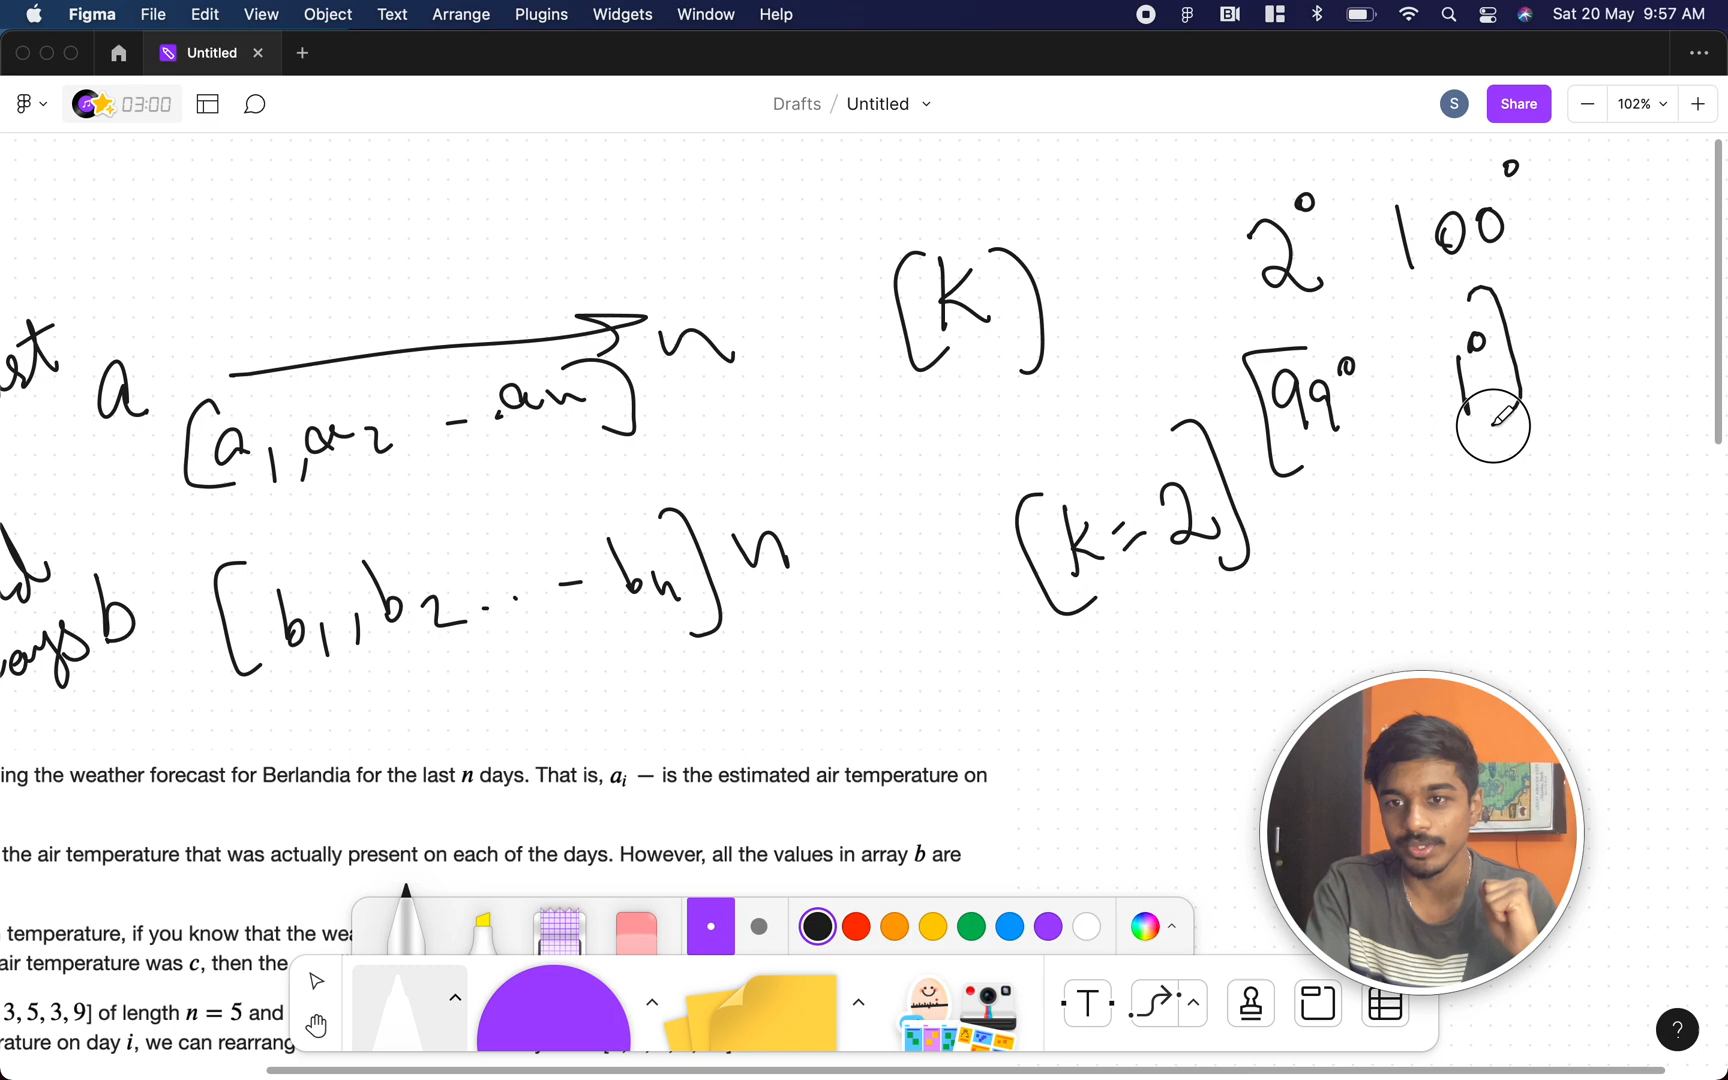 Figma File Edit View Object Text Arrange Plugins Widgets Window Help Sat 20 May 9:57 AM
Untitled
03:00 Drafts / Untitled S Share 102%
2° 100°
[K]
a n
[a1, a2 - an]
99°
[k=2]
b [b1, b2 ... - bn] n
ays
ing the weather forecast for Berlandia for the last n days. That is, ai — is the estimated air temperature on
the air temperature that was actually present on each of the days. However, all the values in array b are
temperature, if you know that the wea
air temperature was c, then the
3, 5, 3, 9] of length n = 5 and
rature on day i, we can rearrang
T
?